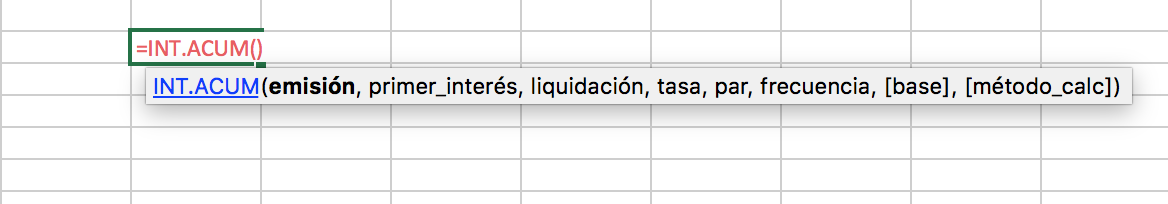 =INT.ACUM()
INT.ACUM(emisión, primer_interés, liquidación, tasa, par, frecuencia, [base], [método_calc])